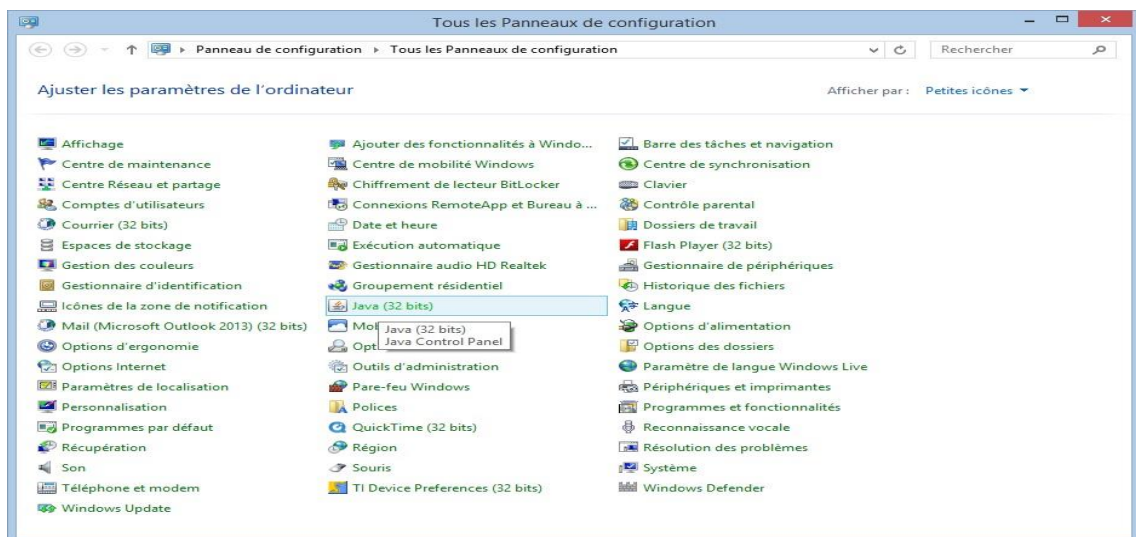 Tous les Panneaux de configuration
Panneau de configuration Tous les Panneaux de configuration
Rechercher
Ajuster les paramètres de l'ordinateur
Afficher par : Petites icônes
Affichage
Ajouter des fonctionnalités à Windo...
Barre des tâches et navigation
Centre de maintenance
Centre de mobilité Windows
Centre de synchronisation
Centre Réseau et partage
Chiffrement de lecteur BitLocker
Clavier
Comptes d'utilisateurs
Connexions RemoteApp et Bureau à ...
Contrôle parental
Courrier (32 bits)
Date et heure
Dossiers de travail
Espaces de stockage
Exécution automatique
Flash Player (32 bits)
Gestion des couleurs
Gestionnaire audio HD Realtek
Gestionnaire de périphériques
Gestionnaire d'identification
Groupement résidentiel
Historique des fichiers
Icônes de la zone de notification
Java (32 bits)
Langue
Mail (Microsoft Outlook 2013) (32 bits)
Java (32 bits)
Java Control Panel
Options d'alimentation
Options d'ergonomie
Options des dossiers
Options Internet
Outils d'administration
Paramètre de langue Windows Live
Paramètres de localisation
Pare-feu Windows
Périphériques et imprimantes
Personnalisation
Polices
Programmes et fonctionnalités
Programmes par défaut
QuickTime (32 bits)
Reconnaissance vocale
Récupération
Région
Résolution des problèmes
Son
Souris
Système
Téléphone et modem
TI Device Preferences (32 bits)
Windows Defender
Windows Update